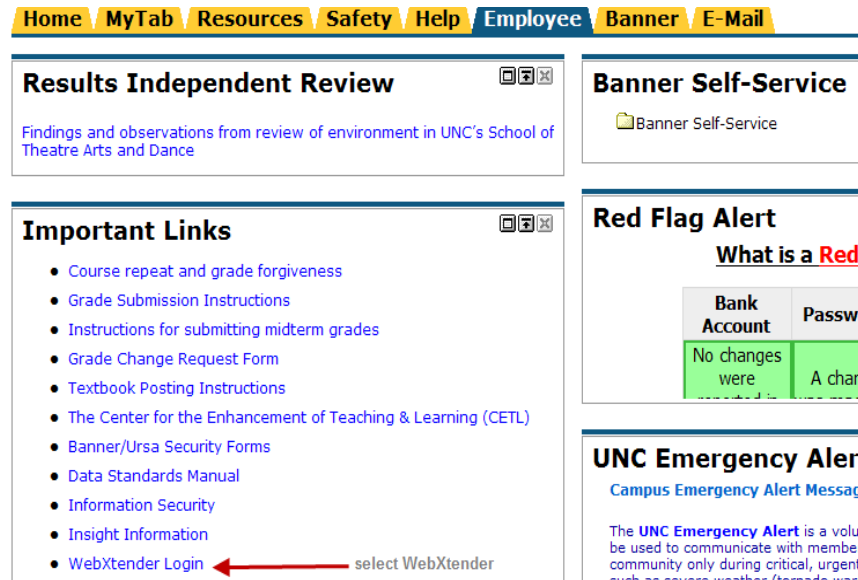 Home MyTab Resources Safety Help Employee Banner E-Mail
Results Independent Review
Findings and observations from review of environment in UNC's School of
Theatre Arts and Dance
Important Links
Course repeat and grade forgiveness
Grade Submission Instructions
Instructions for submitting midterm grades
Grade Change Request Form
Textbook Posting Instructions
The Center for the Enhancement of Teaching & Learning (CETL)
Banner/Ursa Security Forms
Data Standards Manual
Information Security
Insight Information
WebXtender Login
select WebXtender
Banner Self-Service
Banner Self-Service
Red Flag Alert
What is a Red
Bank
Account
No changes
were
A
UNC Emergency
Campus Emergency Alert
The UNC Emergency Alert is a
be used to communicate with
community only during critical,
such as severe weather